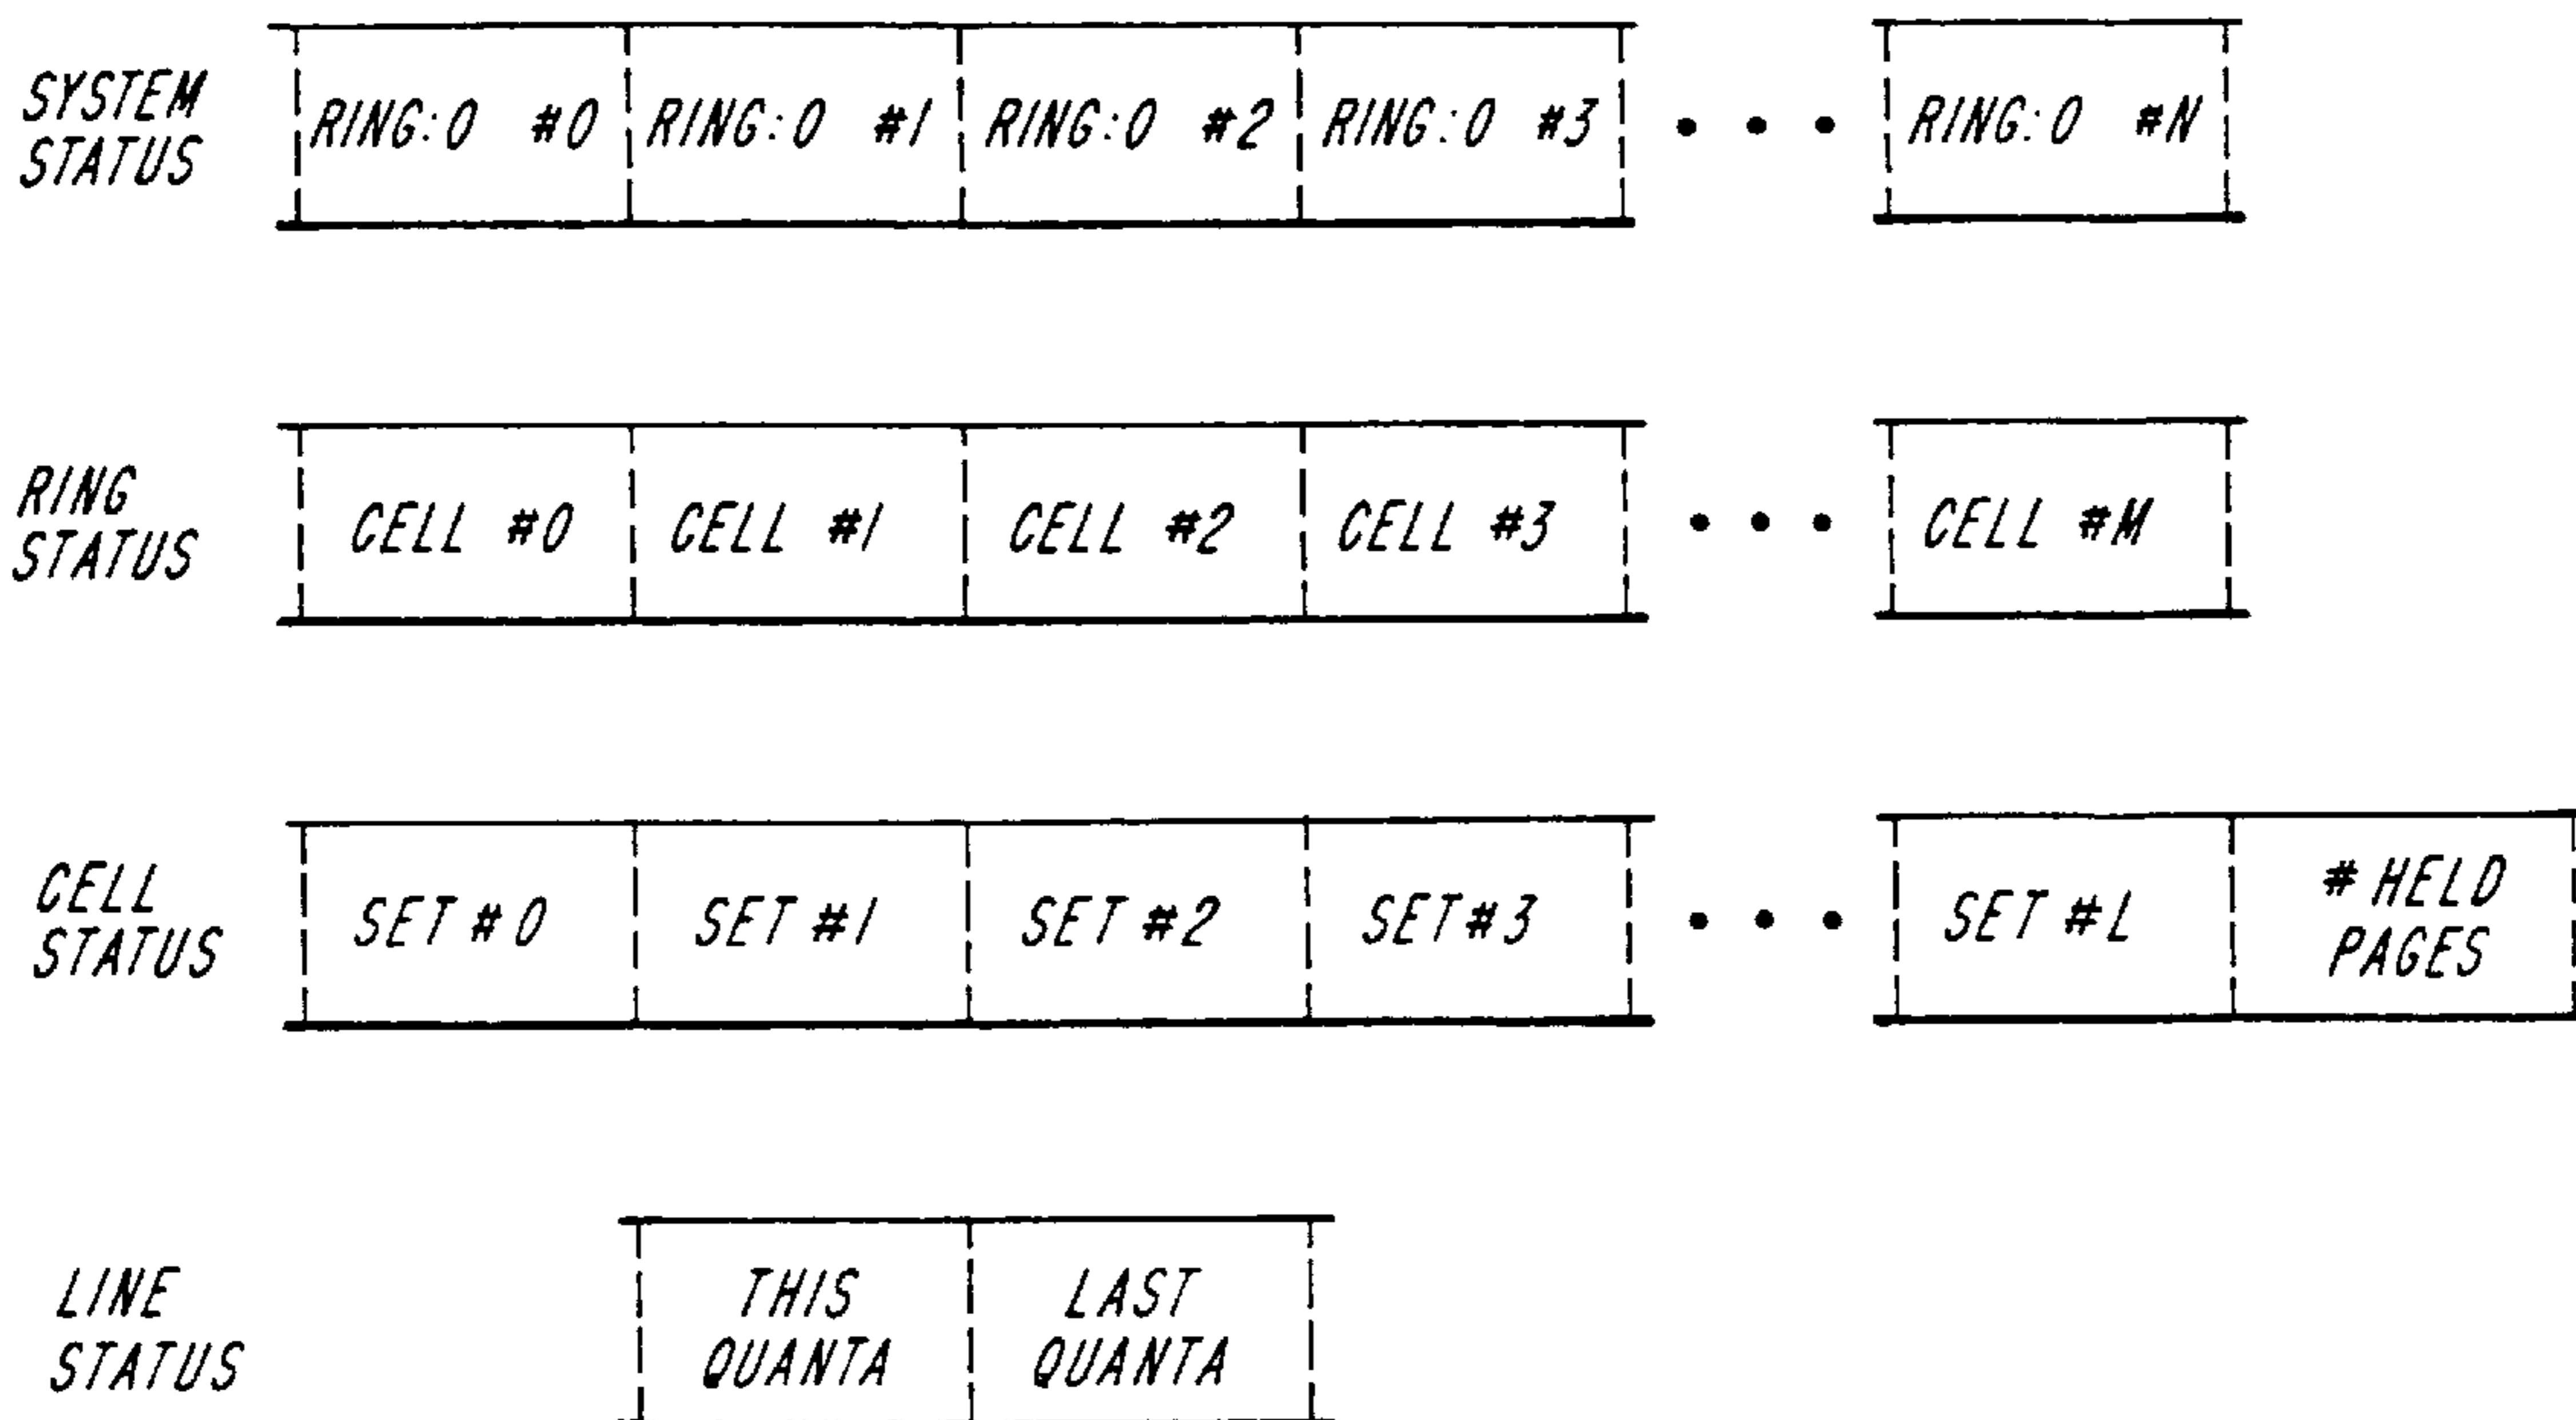 SYSTEM
STATUS
RING:0 #0
RING:0 #1
RING:0 #2
RING:0 #3
RING:0 #N
RING
STATUS
CELL #0
CELL #1
CELL #2
CELL #3
CELL #M
CELL
STATUS
SET #0
SET #1
SET #2
SET #3
SET #L
# HELD
PAGES
LINE
STATUS
THIS
QUANTA
LAST
QUANTA